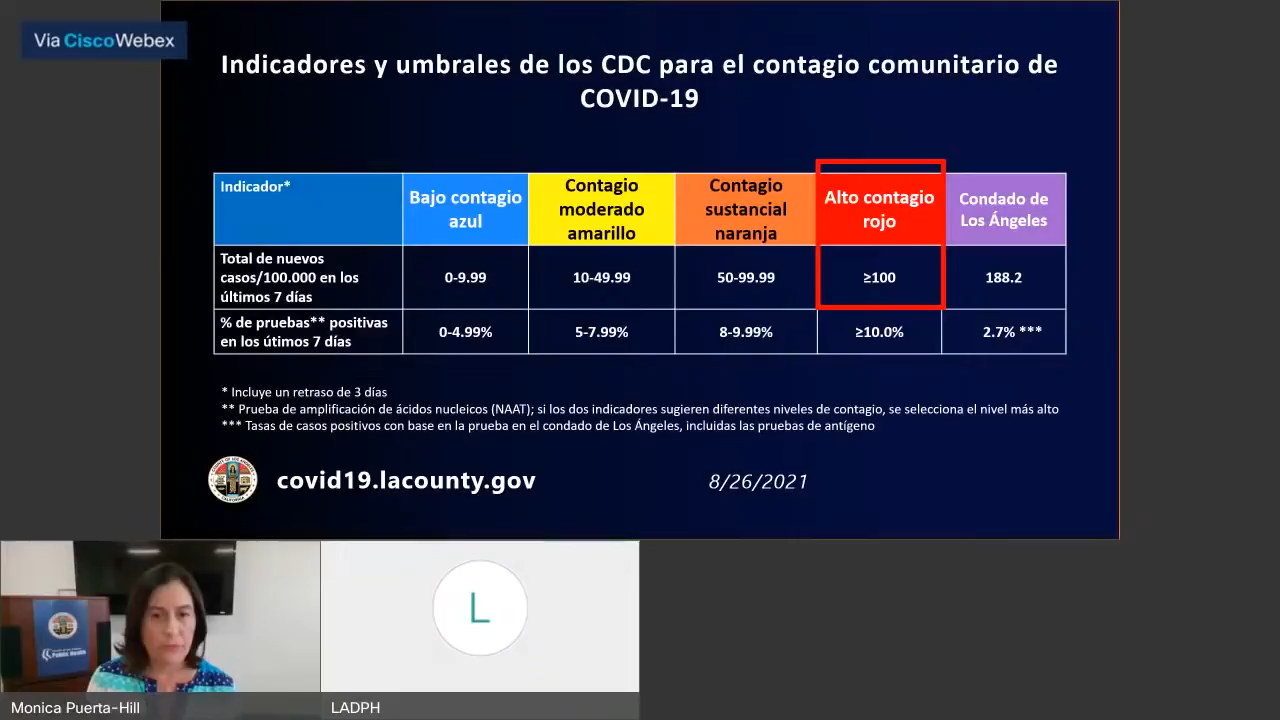 Via Cisco Webex
Indicadores y umbrales de los CDC para el contagio comunitario de
COVID-19
Indicador*
Bajo contagio
azul
Contagio
moderado
amarillo
Contagio
sustancial
naranja
Alto contagio
rojo
Condado de
Los Ángeles
Total de nuevos
casos/100.000 en los
últimos 7 días
0-9.99
10-49.99
50-99.99
≥100
188.2
% de pruebas** positivas
en los útimos 7 días
0-4.99%
5-7.99%
8-9.99%
≥10.0%
2.7% ***
* Incluye un retraso de 3 días
** Prueba de amplificación de ácidos nucleicos (NAAT); si los dos indicadores sugieren diferentes niveles de contagio, se selecciona el nivel más alto
*** Tasas de casos positivos con base en la prueba en el condado de Los Ángeles, incluidas las pruebas de antígeno
covid19.lacounty.gov
8/26/2021
Public Health
L
Monica Puerta-Hill
LADPH